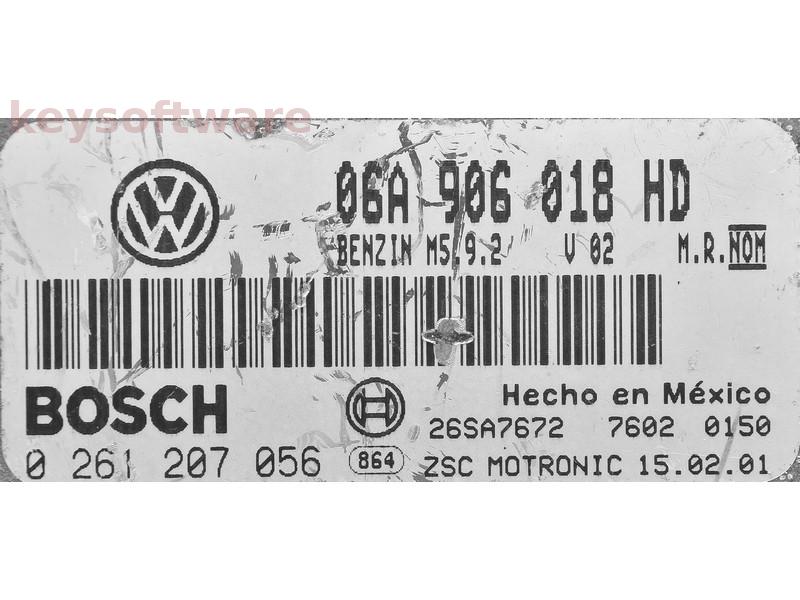 keysoftware
06A 906 018 HD
BENZIN M5.9.2 V 02 M.R.NOM
BOSCH
Hecho en México
26SA7672 7602 0150
0 261 207 056 864 ZSC MOTRONIC 15.02.01